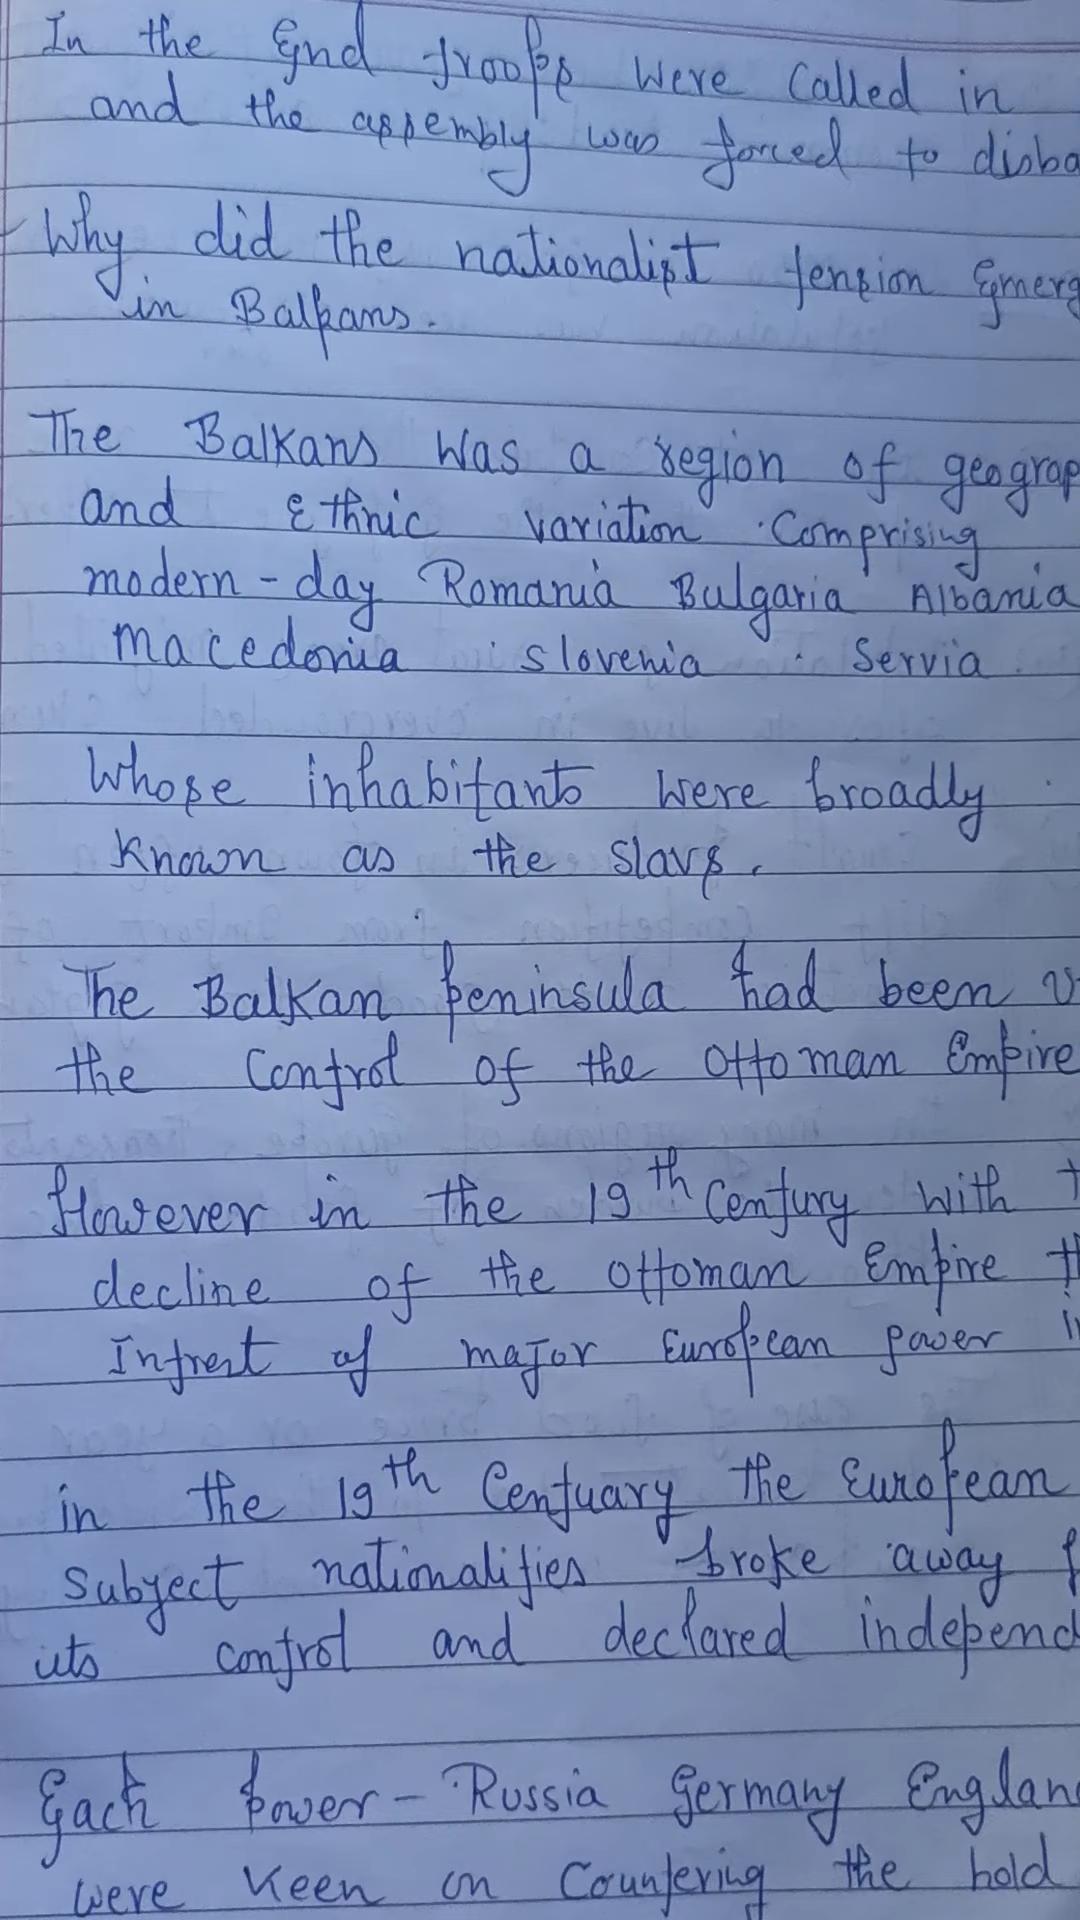 In the End troops were called in
and the assembly was forced to disba
Why did the nationalist tension Emerg
in Balkans.
The Balkans was a region of geograp
and Ethnic variation Comprising
modern-day Romania Bulgaria Albania
macedonia slovenia Servia
Whose inhabitants were broadly
known as the slavs.
The Balkan peninsula had been
the Control of the Ottoman Empire
However in the 19th Century with
decline of the Ottoman Empire
Intrest of major European power
in the 19th Centuary the European
subject nationalities broke away
its control and declared independ
Each power - Russia Germany England
were keen on Countering the hold